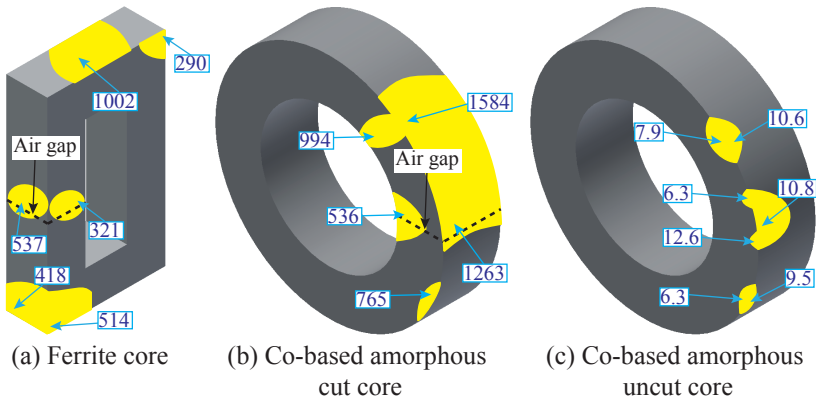 290
1002
Air gap
537
321
418
514
(a) Ferrite core
1584
994
Air gap
536
1263
765
(b) Co-based amorphous
cut core
10.6
7.9
6.3
10.8
12.6
6.3
9.5
(c) Co-based amorphous
uncut core